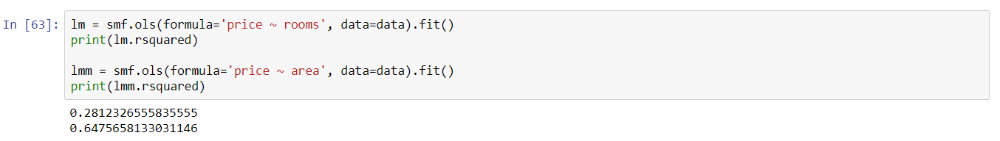 In [63]: lm = smf.ols(formula='price ~ rooms', data=data).fit()
print(lm.rsquared)

lmm = smf.ols(formula='price ~ area', data=data).fit()
print(lmm.rsquared)
0.2812326555835555
0.6475658133031146